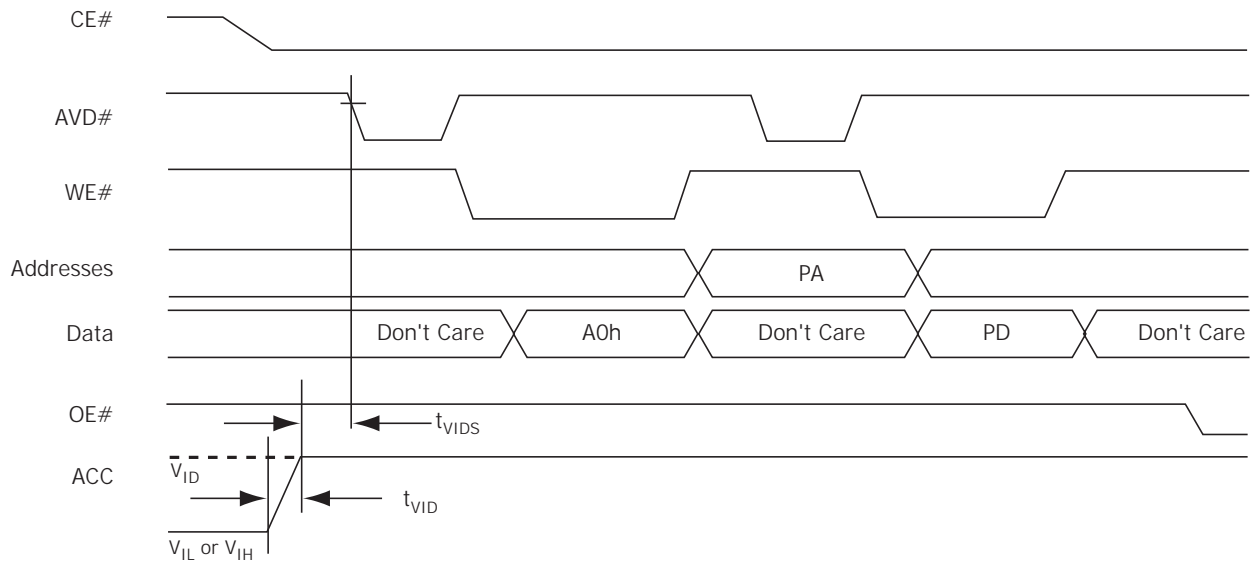 CE#
AVD#
WE#
Addresses
PA
Data
Don't Care
A0h
Don't Care
PD
Don't Care
OE#
tVIDS
ACC
VID
tVID
VIL or VIH